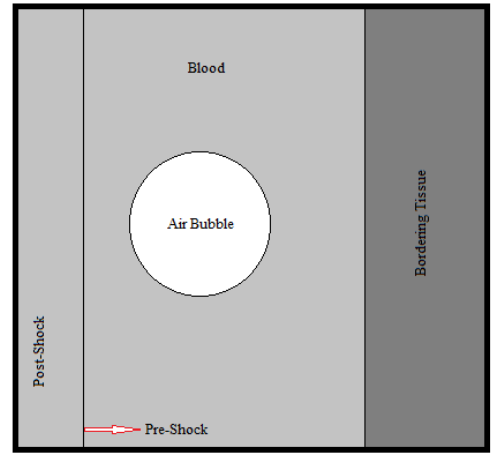 Blood
Air Bubble
Bordering Tissue
Post-Shock
Pre-Shock